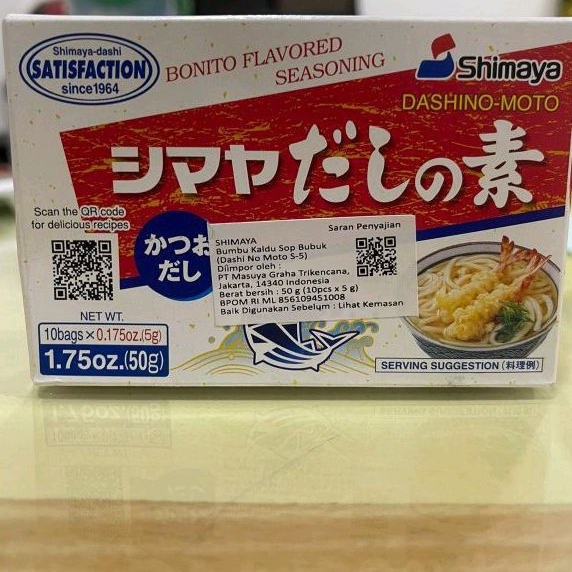 Shimaya-dashi
SATISFACTION
since1964
BONITO FLAVORED
SEASONING
Shimaya
DASHINO-MOTO
シマヤだしの素
Scan the QR code
for delicious recipes
かつお
だし
Saran Penyajian
SHIMAYA
Bumbu Kaldu Sop Bubuk
(Dashi No Moto S-5)
Diimpor oleh :
PT Masuya Graha Trikencana,
Jakarta, 14340 Indonesia
Berat bersih : 50 g (10pcs x 5 g)
BPOM RI ML 856109451008
Baik Digunakan Sebelum : Lihat Kemasan
NET WT.
10bags×0.175oz.(5g)
1.75oz.(50g)
SERVING SUGGESTION (料理例)